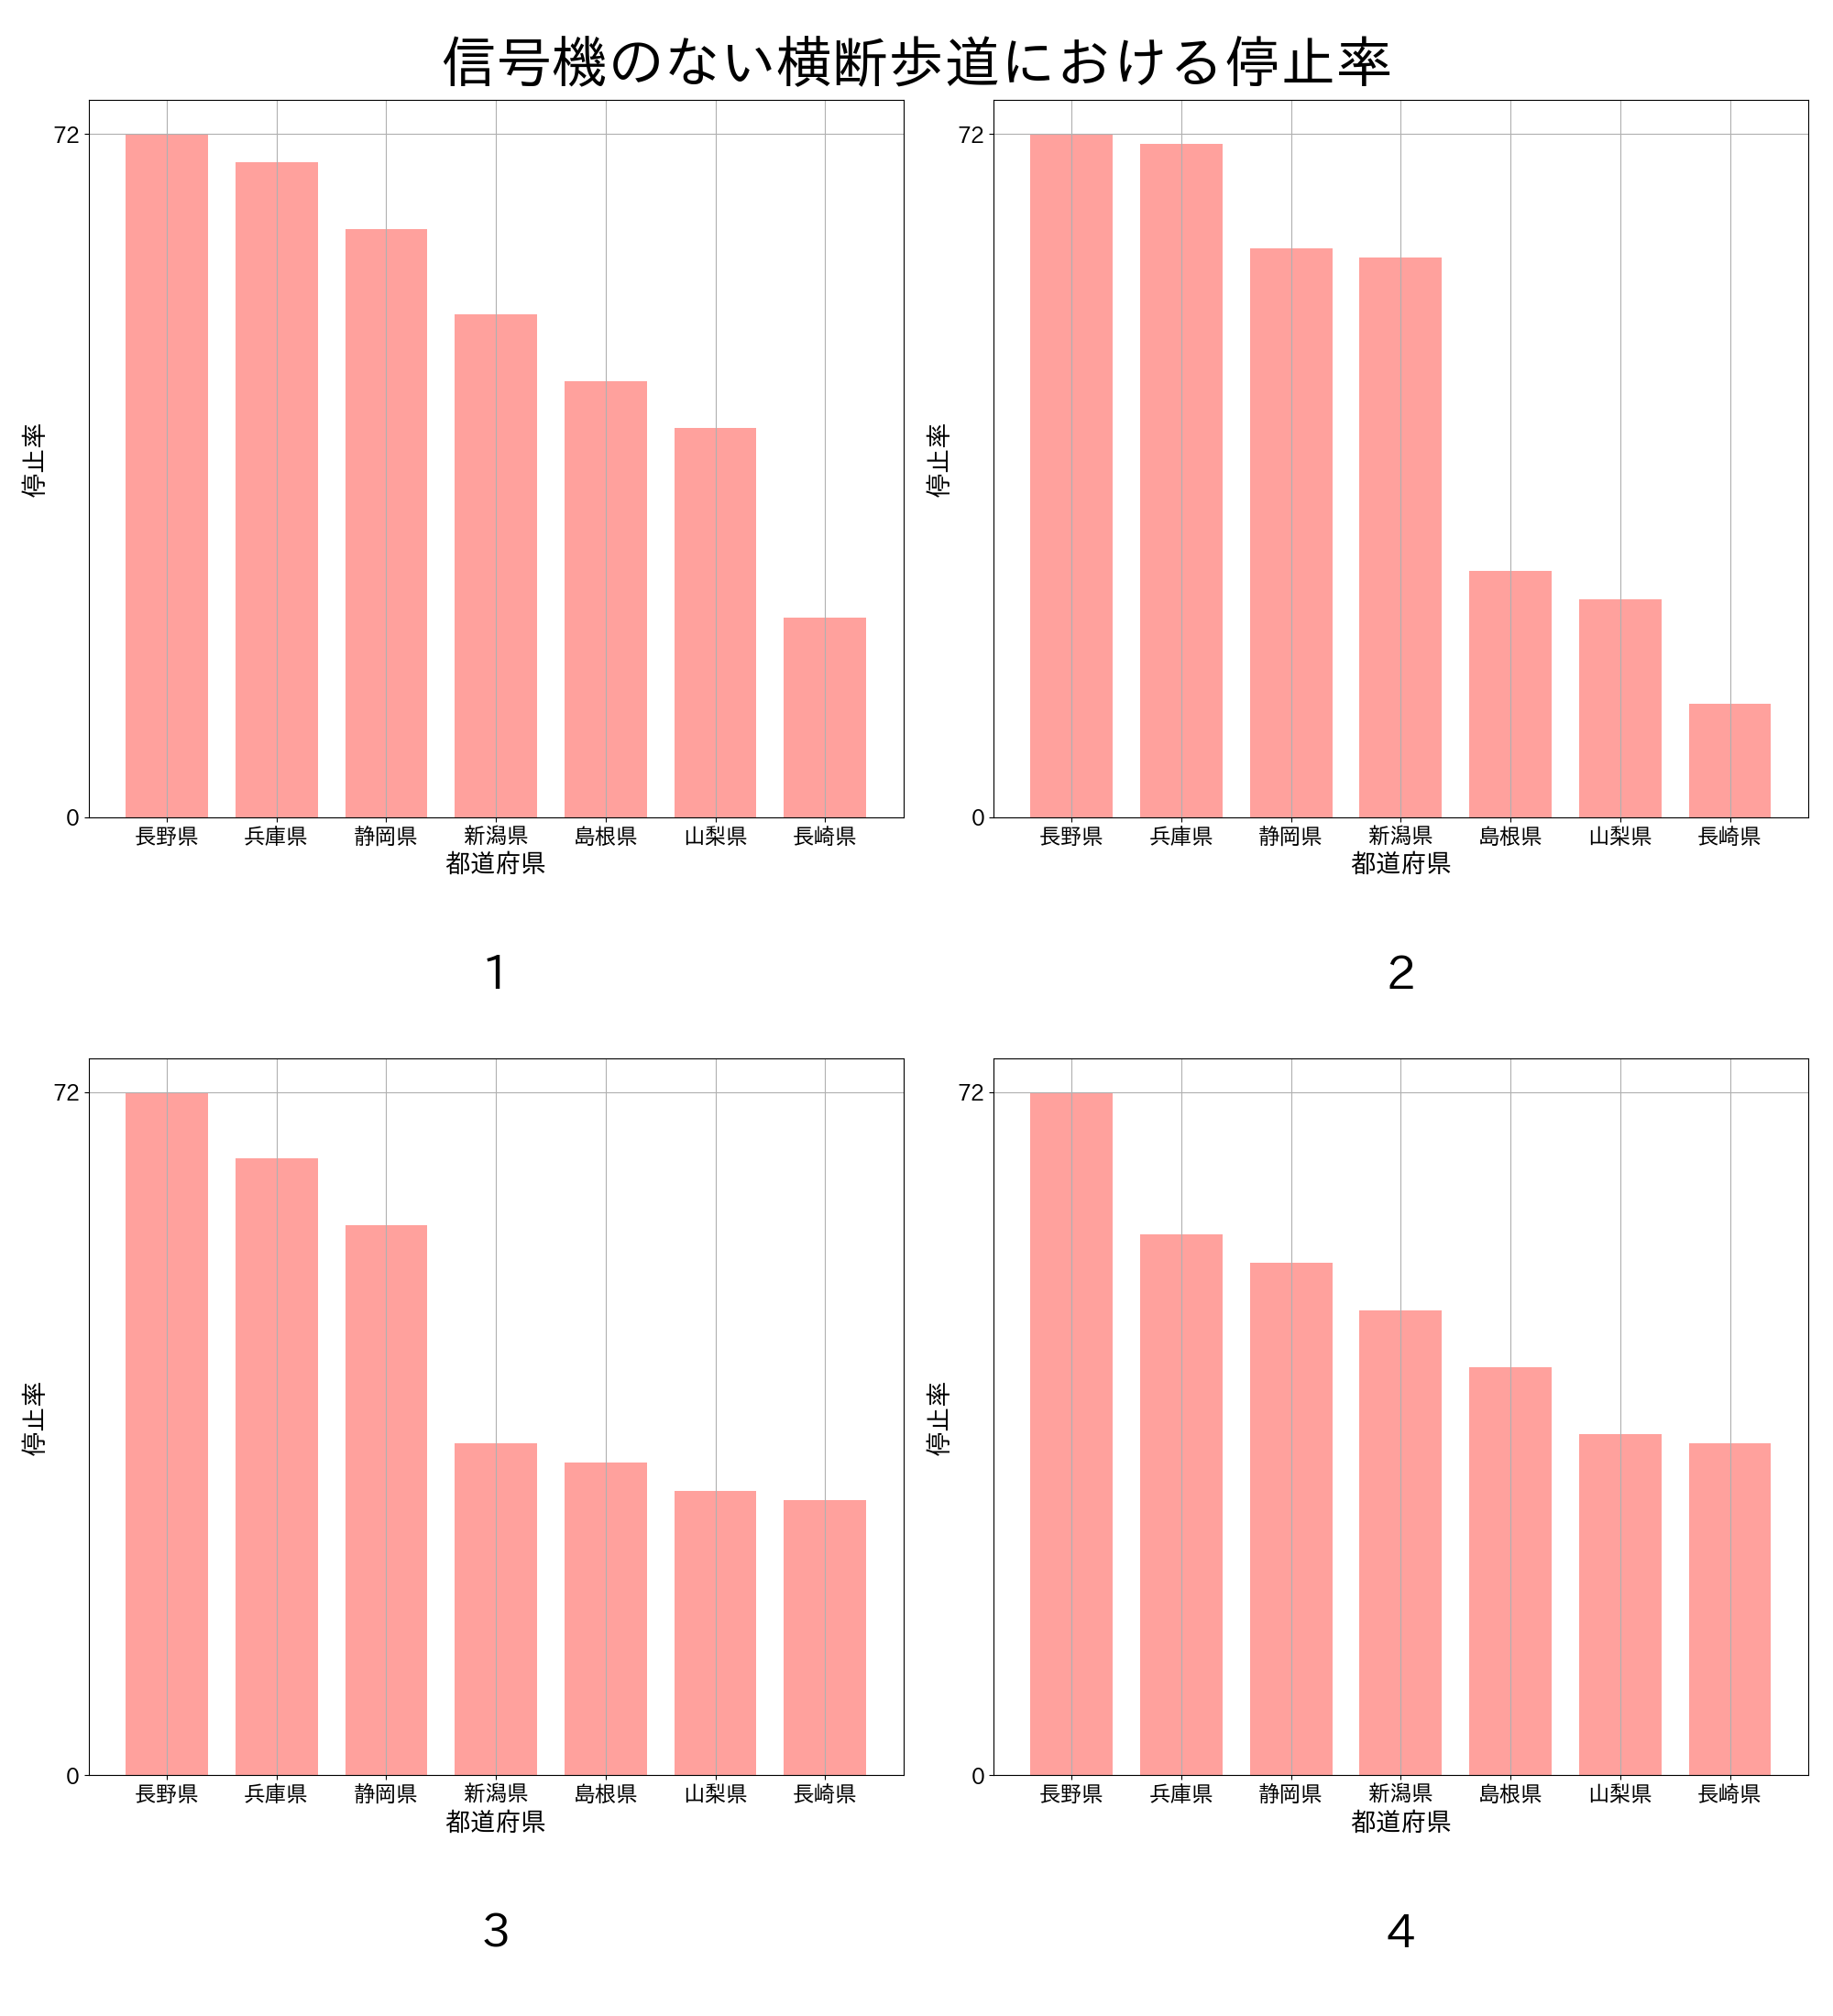 信号機のない横断歩道における停止率
72
0
停止率
長野県 兵庫県 静岡県 新潟県 島根県 山梨県 長崎県
都道府県
1
72
0
停止率
長野県 兵庫県 静岡県 新潟県 島根県 山梨県 長崎県
都道府県
2
72
0
停止率
長野県 兵庫県 静岡県 新潟県 島根県 山梨県 長崎県
都道府県
3
72
0
停止率
長野県 兵庫県 静岡県 新潟県 島根県 山梨県 長崎県
都道府県
4